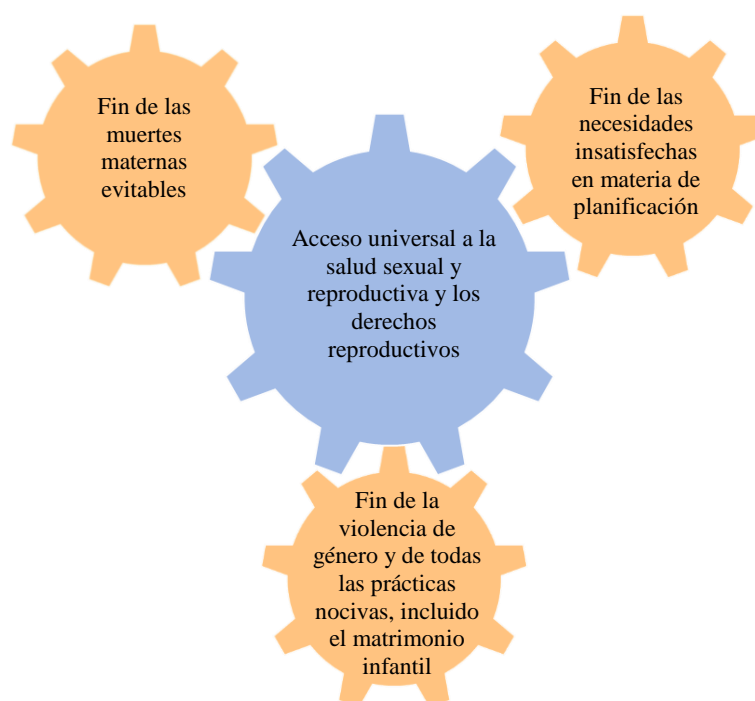 Fin de las
muertes
maternas
evitables
Fin de las
necesidades
insatisfechas
en materia de
planificación
Acceso universal a la
salud sexual y
reproductiva y los
derechos
reproductivos
Fin de la
violencia de
género y de todas
las prácticas
nocivas, incluido
el matrimonio
infantil